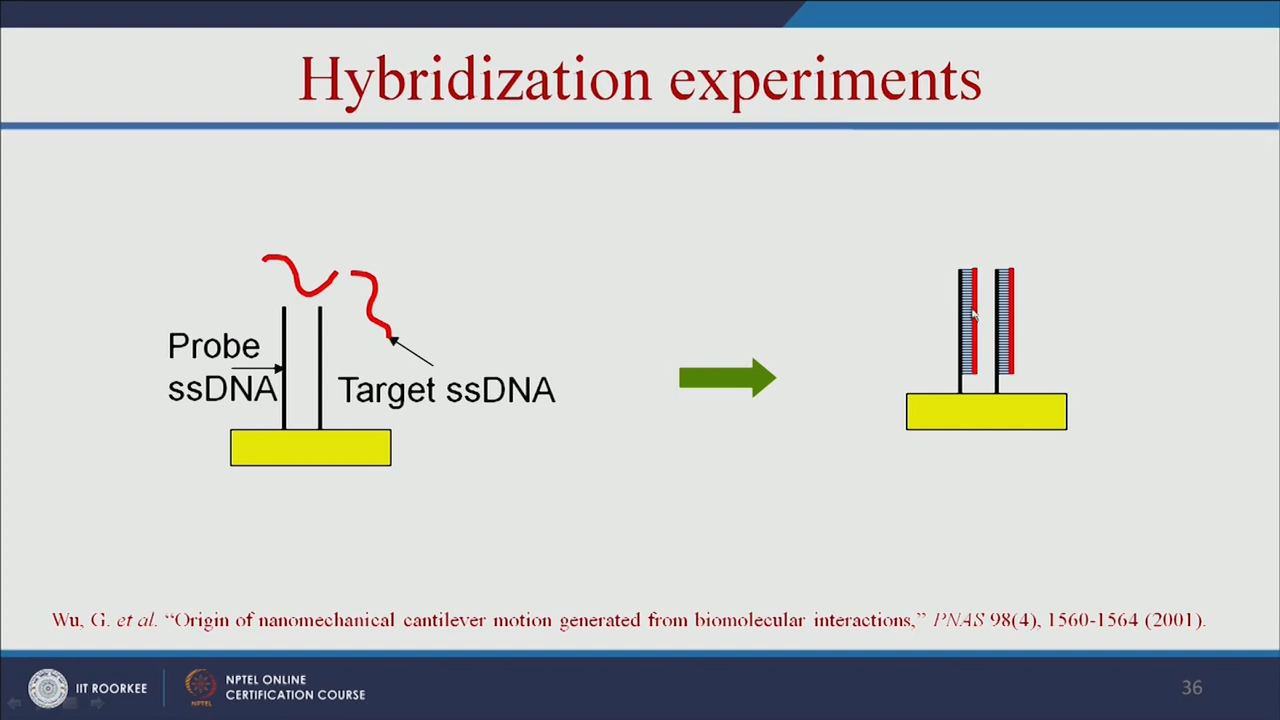 Hybridization experiments
Probe
ssDNA
Target ssDNA
Wu, G. et al. “Origin of nanomechanical cantilever motion generated from biomolecular interactions,” PNAS 98(4), 1560-1564 (2001).
IIT ROORKEE
NPTEL ONLINE
CERTIFICATION COURSE
NPTEL
36